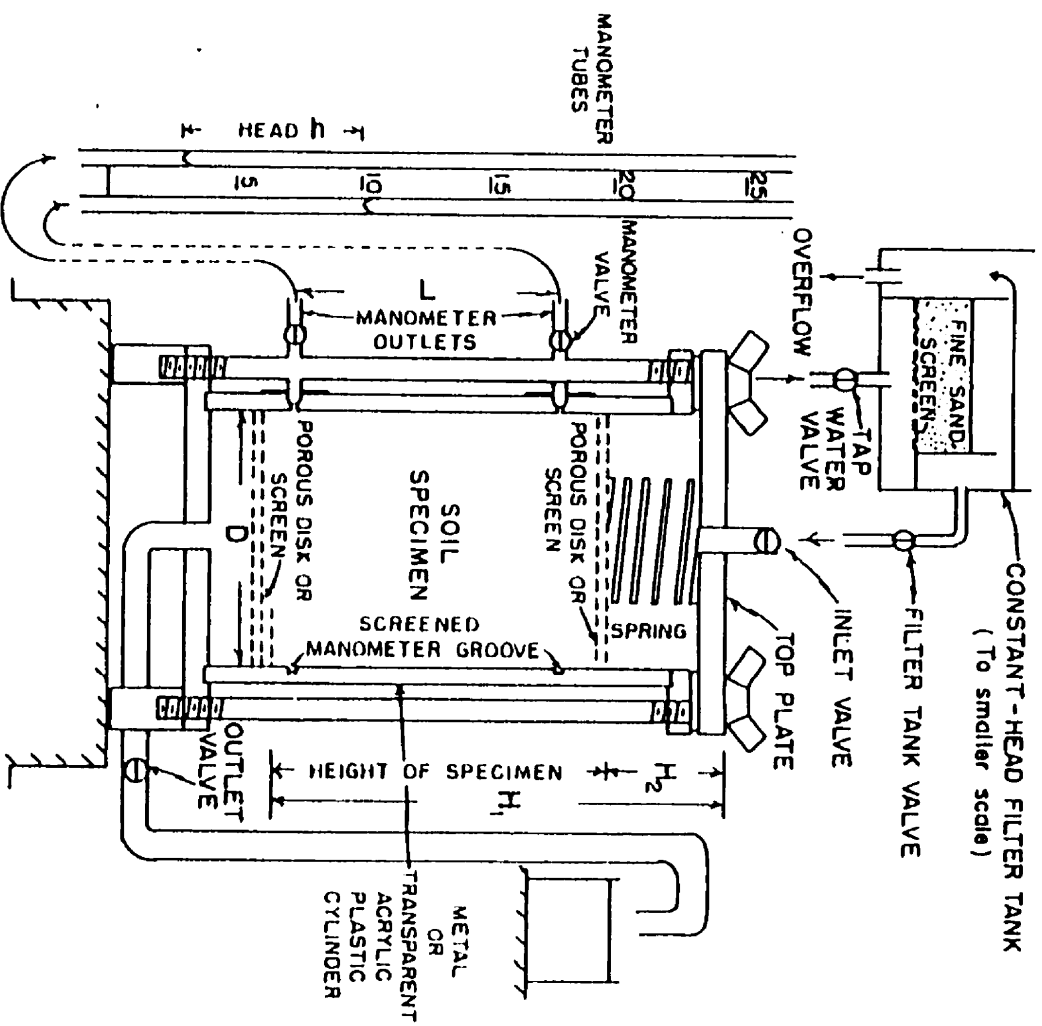 CONSTANT-HEAD FILTER TANK
(To smaller scale)
FINE SAND
SCREEN
OVERFLOW
TAP
WATER
VALVE
FILTER TANK VALVE
INLET VALVE
TOP PLATE
MANOMETER
TUBES
25
20
15
10
5
HEAD h
MANOMETER
VALVE
L
MANOMETER
OUTLETS
SPRING
POROUS DISK OR
SCREEN
SOIL
SPECIMEN
SCREENED
MANOMETER GROOVE
POROUS DISK OR
SCREEN
D
H2
HEIGHT OF SPECIMEN
H1
OUTLET
VALVE
METAL
OR
TRANSPARENT
ACRYLIC
PLASTIC
CYLINDER